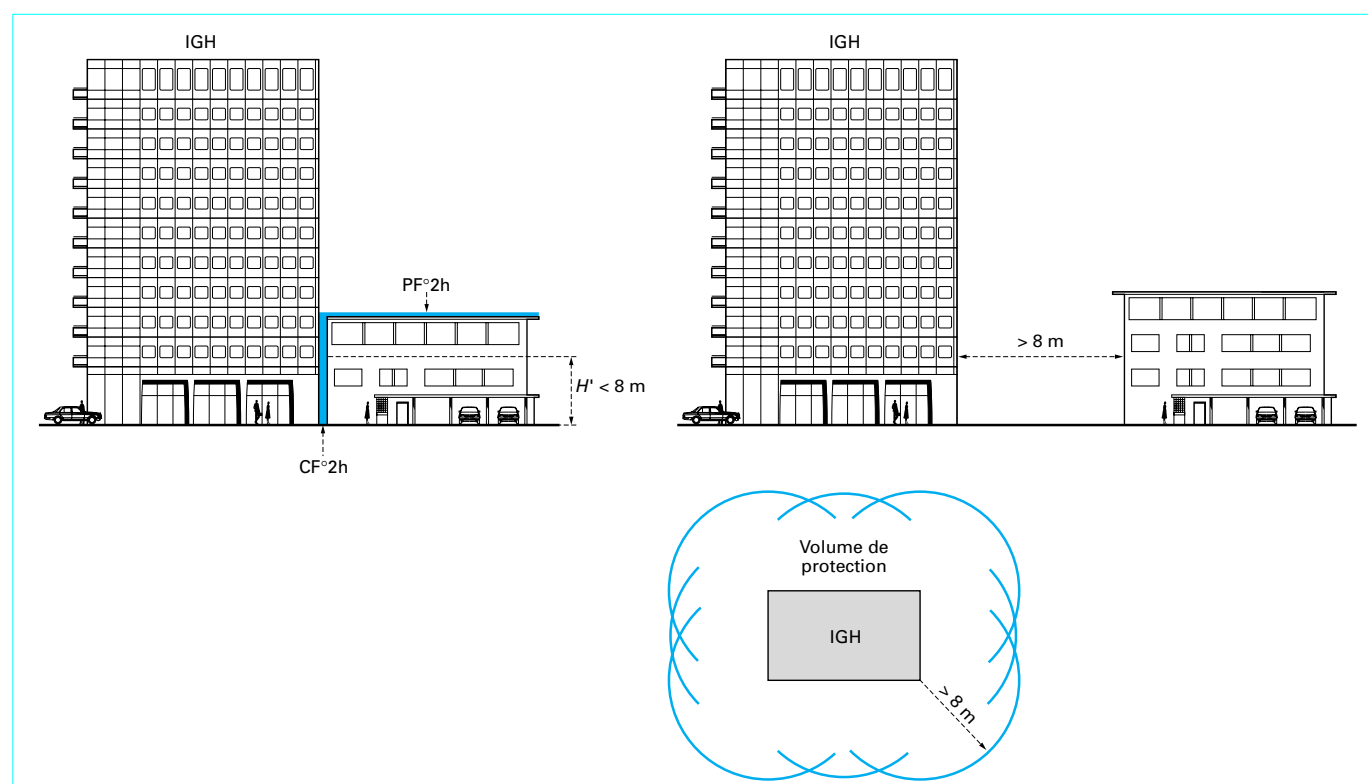 IGH
IGH
PF°2h
> 8 m
H' < 8 m
CF°2h
Volume de
protection
IGH
> 8 m